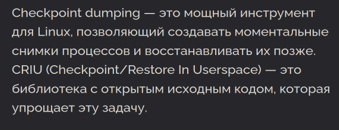 Checkpoint dumping — это мощный инструмент
для Linux, позволяющий создавать моментальные
снимки процессов и восстанавливать их позже.
CRIU (Checkpoint/Restore In Userspace) — это
библиотека с открытым исходным кодом, которая
упрощает эту задачу.